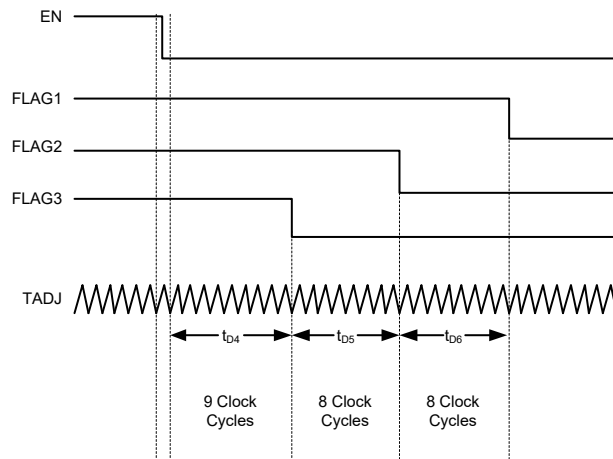 EN
FLAG1
FLAG2
FLAG3
TADJ
tD4 tD5 tD6
9 Clock 8 Clock 8 Clock
Cycles Cycles Cycles